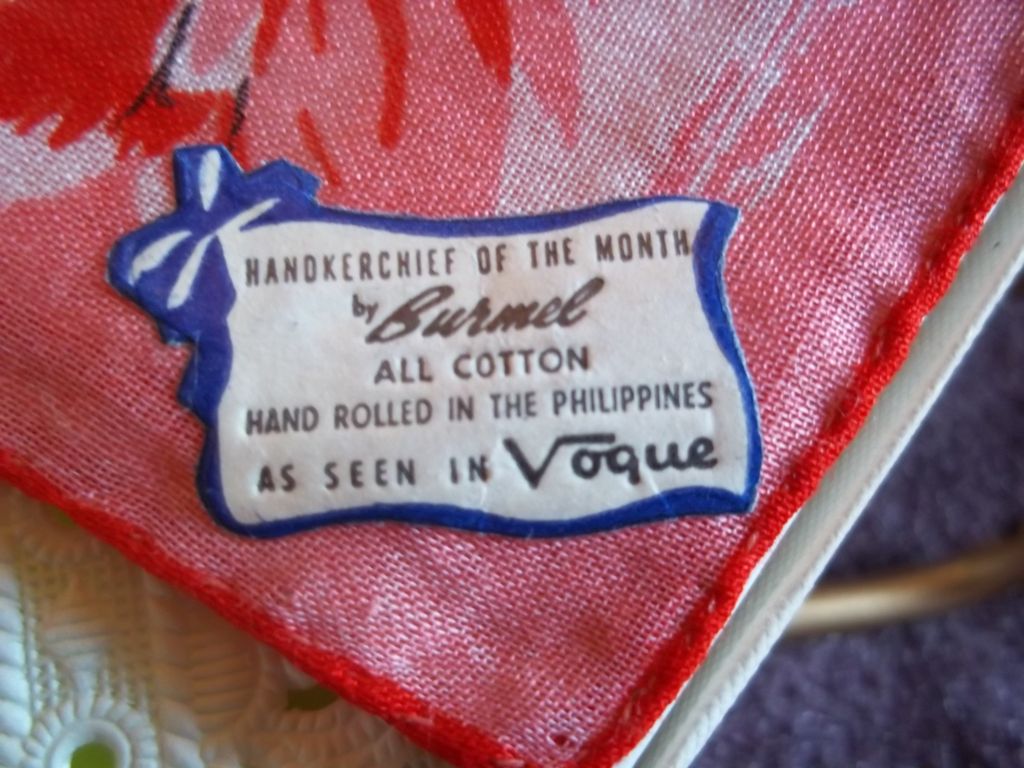 HANDKERCHIEF OF THE MONTH
by Burmel
ALL COTTON
HAND ROLLED IN THE PHILIPPINES
AS SEEN IN Vogue